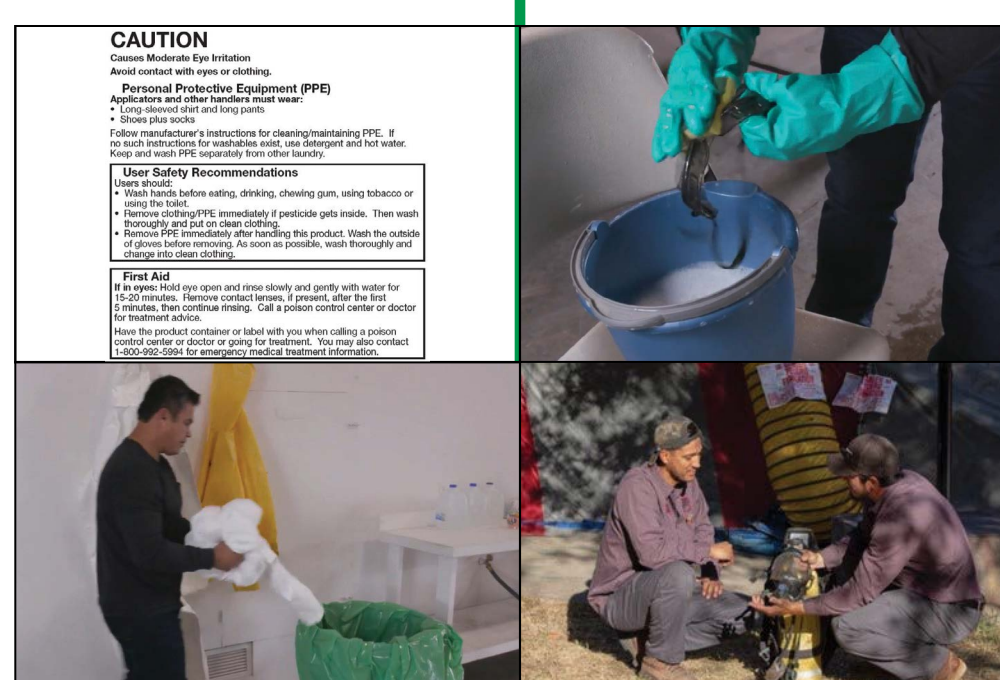 CAUTION
Causes Moderate Eye Irritation
Avoid contact with eyes or clothing.
Personal Protective Equipment (PPE)
Applicators and other handlers must wear:
• Long-sleeved shirt and long pants
• Shoes plus socks
Follow manufacturer's instructions for cleaning/maintaining PPE. If
no such instructions for washables exist, use detergent and hot water.
Keep and wash PPE separately from other laundry.
User Safety Recommendations
Users should:
• Wash hands before eating, drinking, chewing gum, using tobacco or
using the toilet.
• Remove clothing/PPE immediately if pesticide gets inside. Then wash
thoroughly and put on clean clothing.
• Remove PPE immediately after handling this product. Wash the outside
of gloves before removing. As soon as possible, wash thoroughly and
change into clean clothing.
First Aid
If in eyes: Hold eye open and rinse slowly and gently with water for
15-20 minutes. Remove contact lenses, if present, after the first
5 minutes, then continue rinsing. Call a poison control center or doctor
for treatment advice.
Have the product container or label with you when calling a poison
control center or doctor or going for treatment. You may also contact
1-800-992-5994 for emergency medical treatment information.